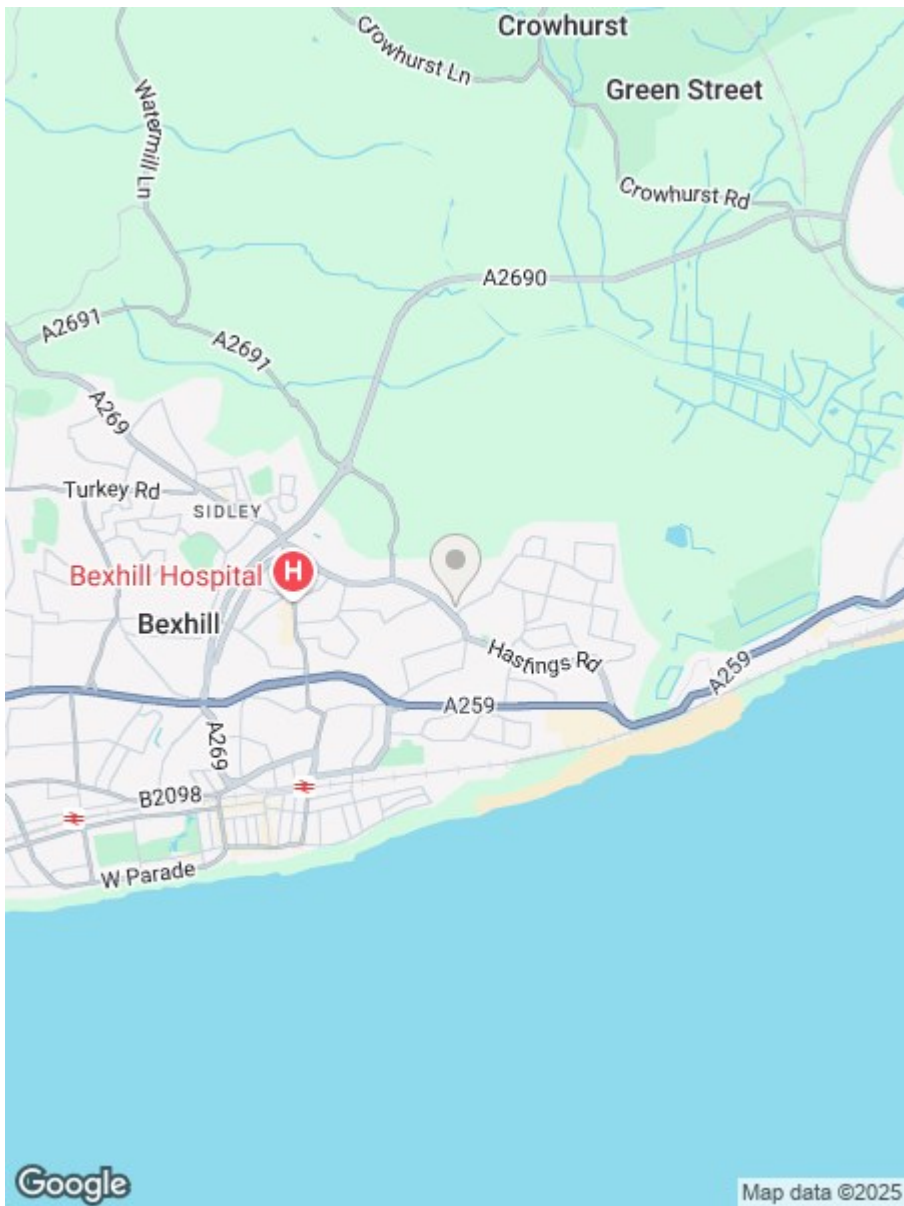 Crowhurst
Crowhurst Ln
Green Street
Watermill Ln
Crowhurst Rd
A2690
A2691
A2691
A269
Turkey Rd
SIDLEY
Bexhill Hospital
H
Bexhill
Hastings Rd
A259
A259
A269
B2098
W Parade
Google
Map data ©2025